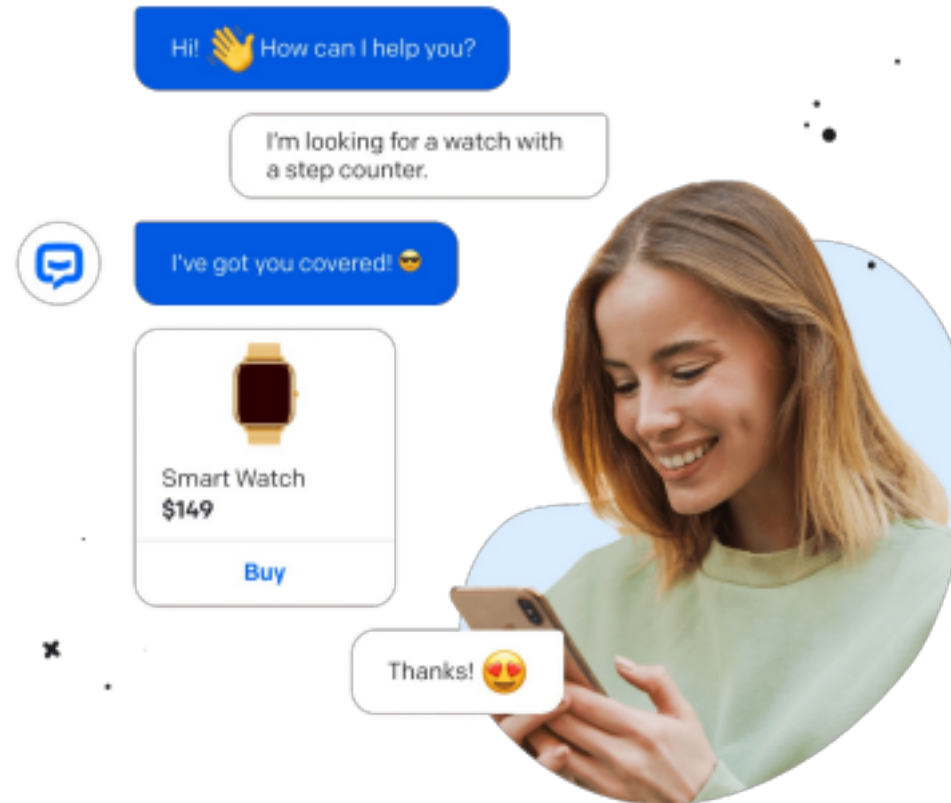 Hi! 👋 How can I help you?
I'm looking for a watch with
a step counter.
I've got you covered! 😎
Smart Watch
$149
Buy
Thanks! 😍